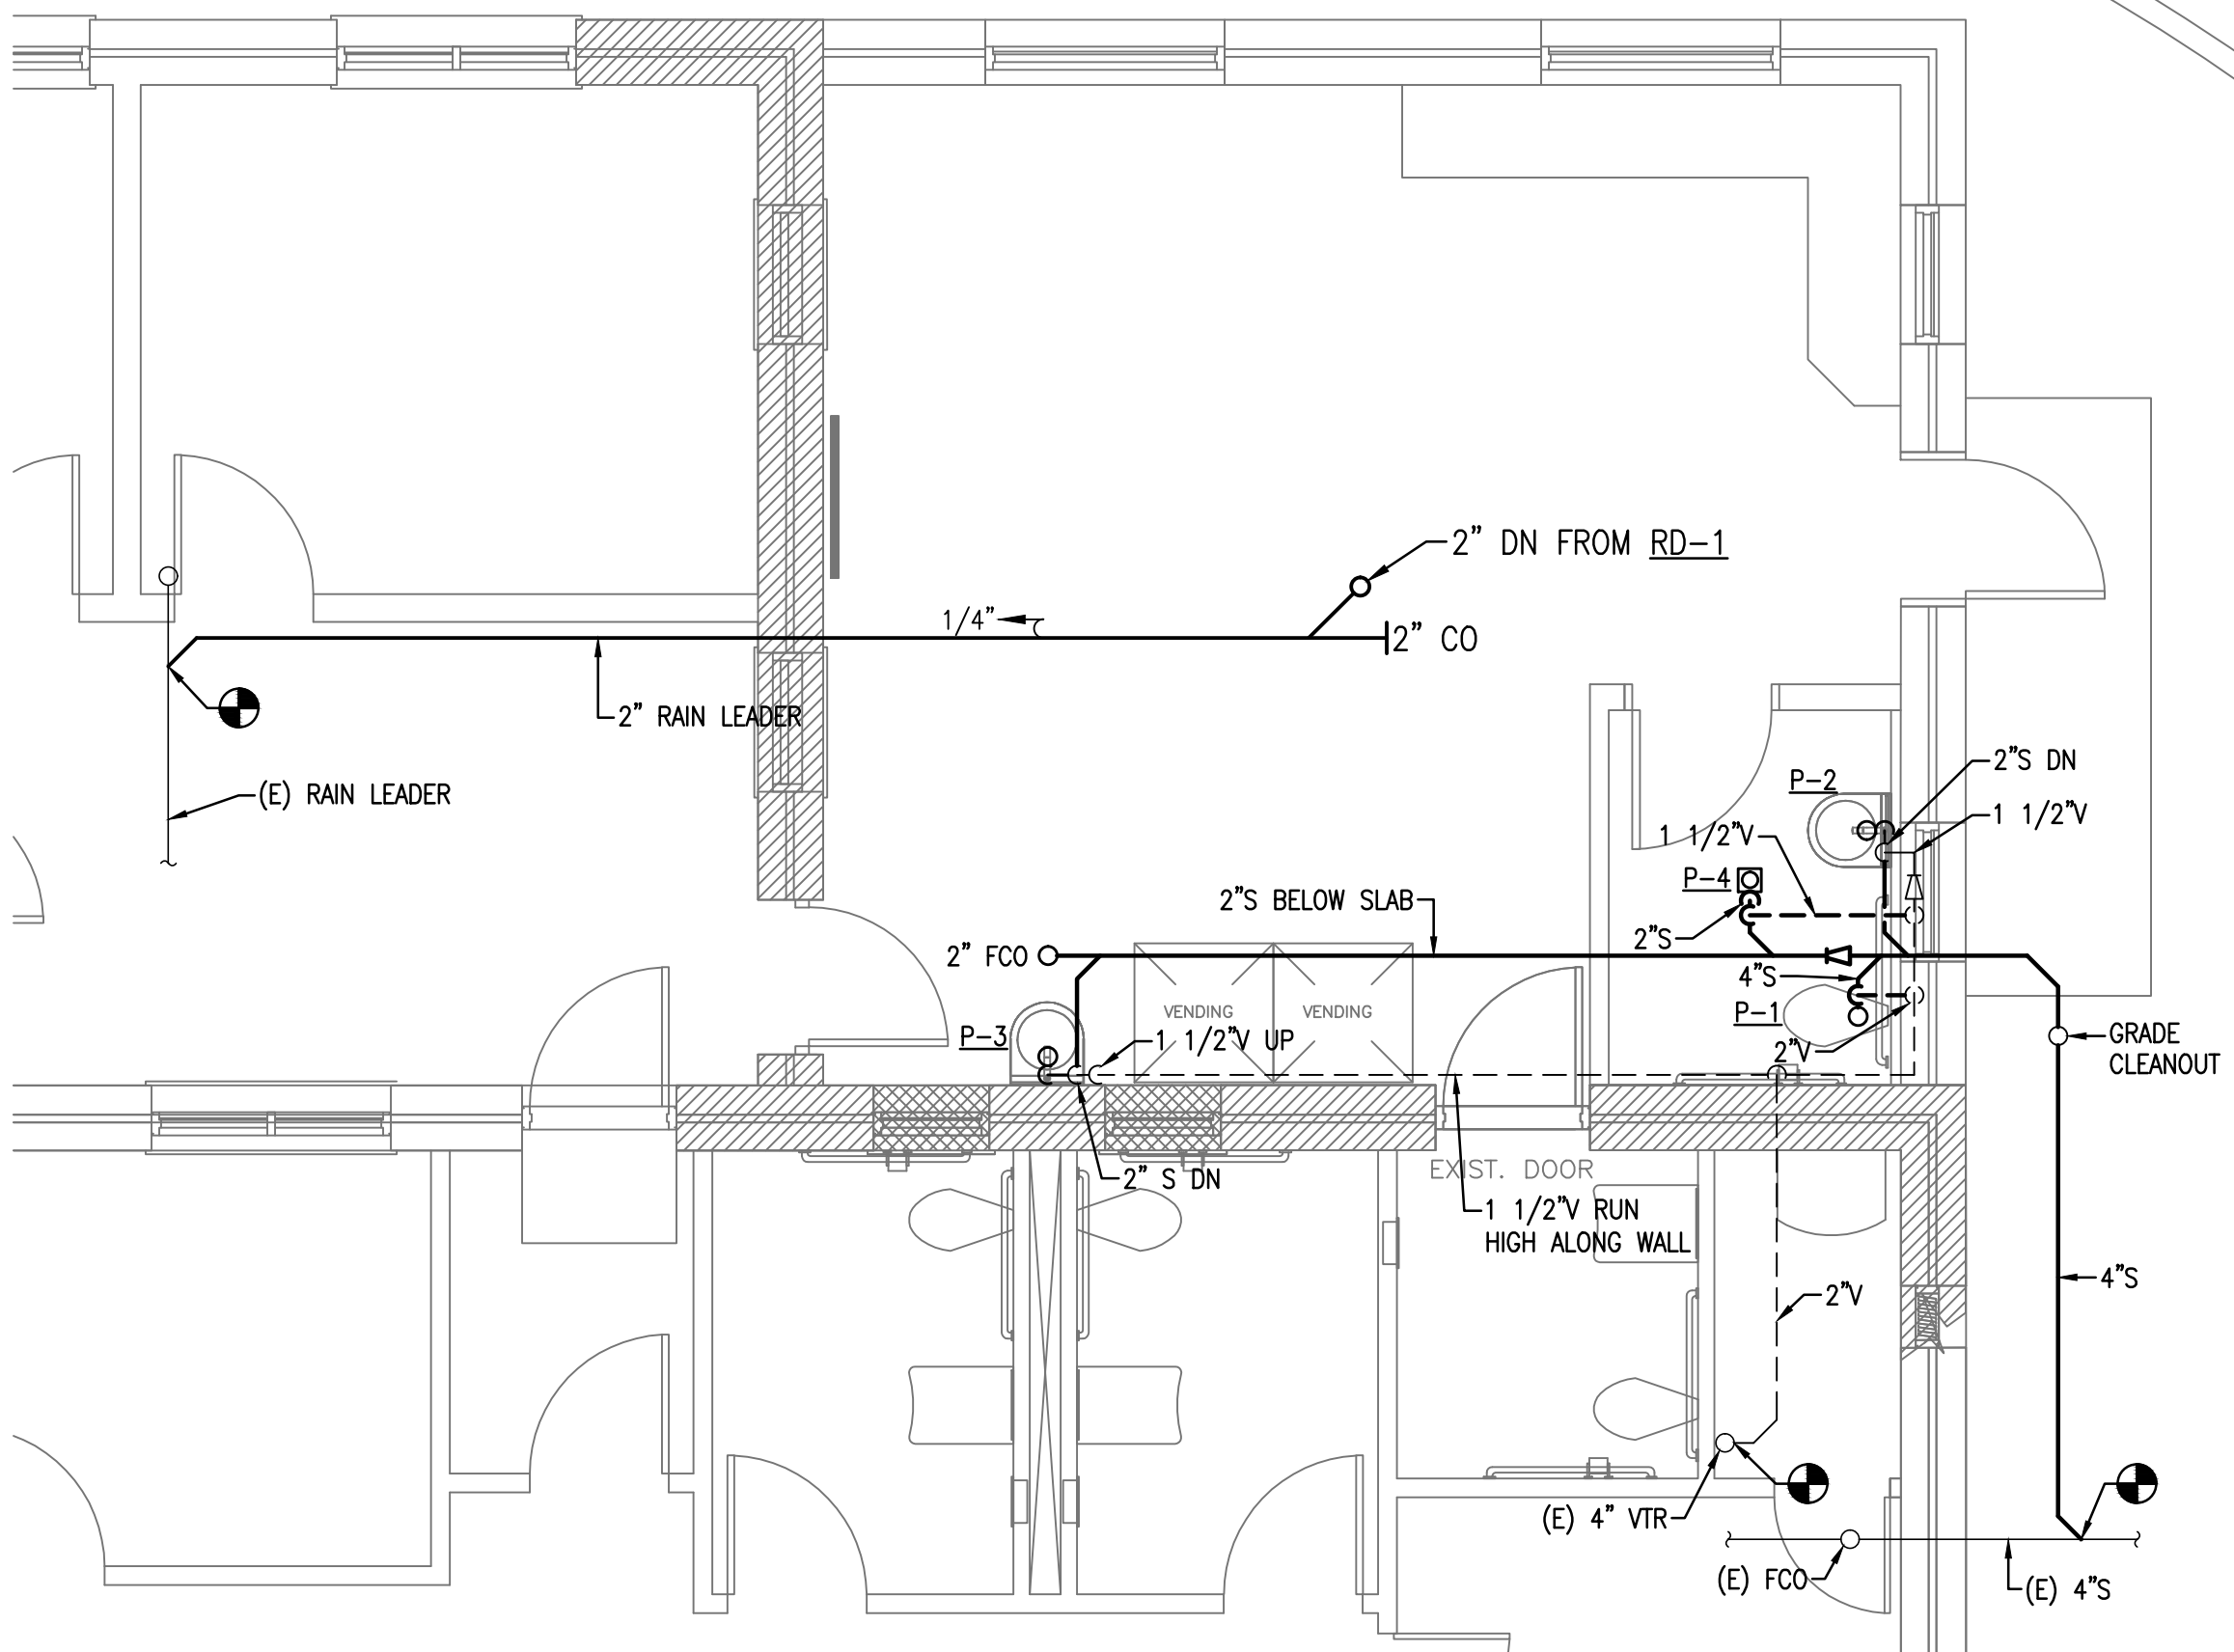 2” DN FROM RD-1
1/4”
2” CO
2” RAIN LEADER
(E) RAIN LEADER
P-2
2”S DN
1 1/2”V
1 1/2”V
P-4
2”S BELOW SLAB
2”S
2” FCO
4”S
VENDING
VENDING
P-1
P-3
1 1/2”V UP
2”V
GRADE
CLEANOUT
EXIST. DOOR
2” S DN
1 1/2”V RUN
HIGH ALONG WALL
4”S
2”V
(E) 4” VTR
(E) FCO
(E) 4”S